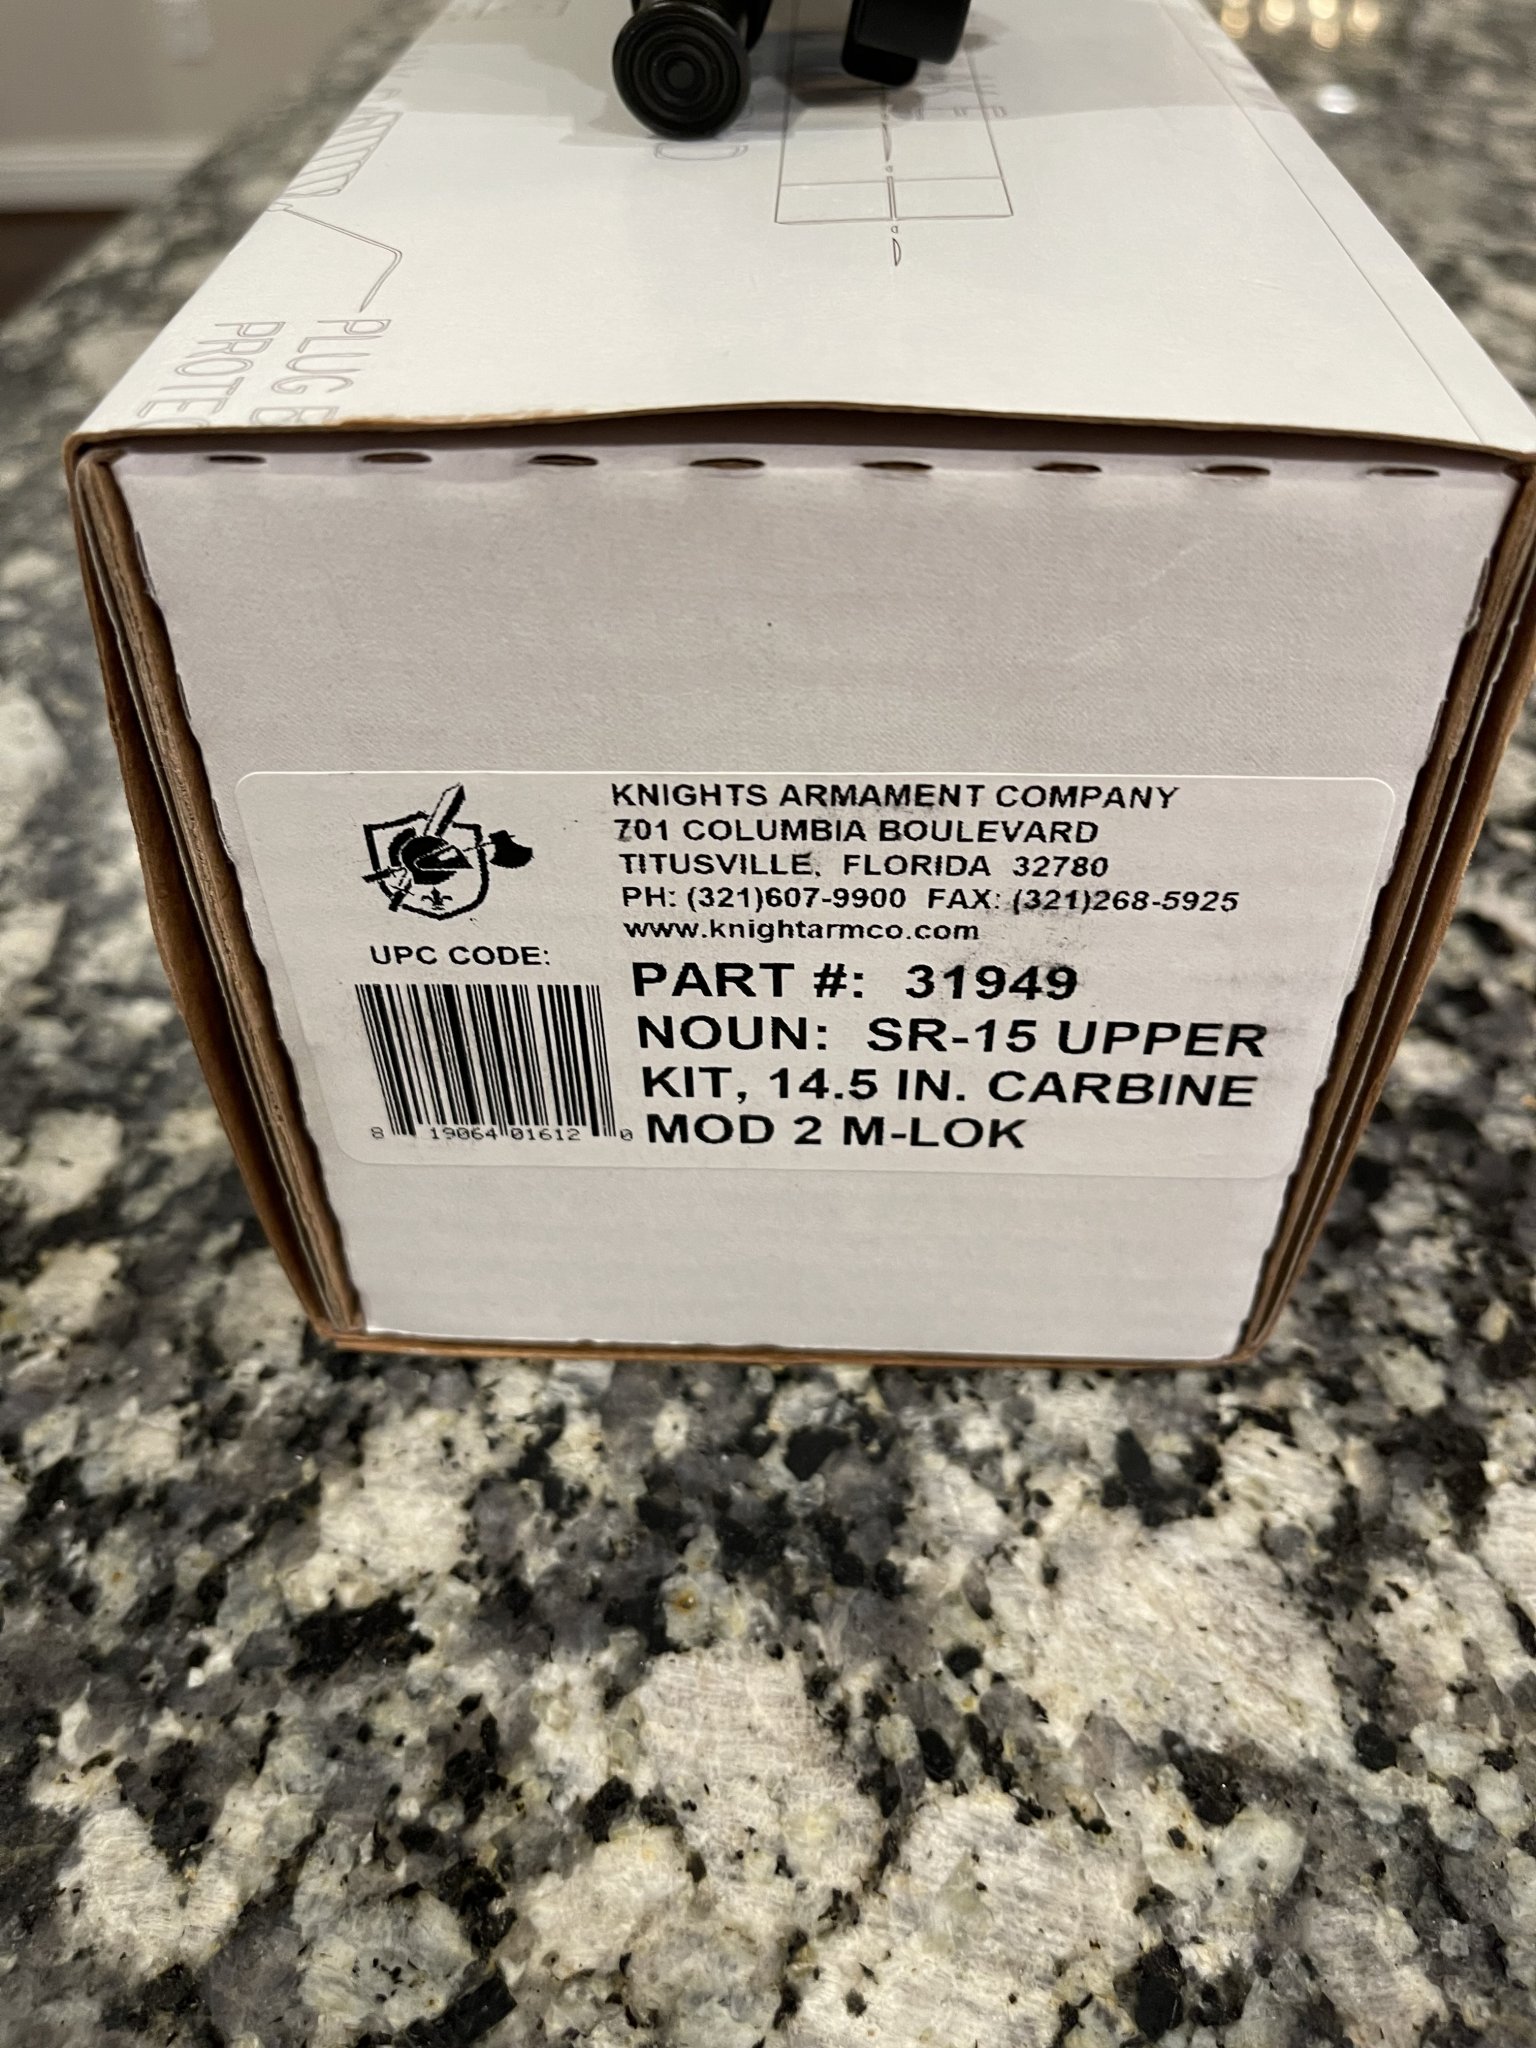 PLUG
KNIGHTS ARMAMENT COMPANY
701 COLUMBIA BOULEVARD
TITUSVILLE, FLORIDA 32780
PH: (321)607-9900 FAX: (321)268-5925
www.knightarmco.com
UPC CODE:
8 19064 01612 0
PART #: 31949
NOUN: SR-15 UPPER
KIT, 14.5 IN. CARBINE
MOD 2 M-LOK